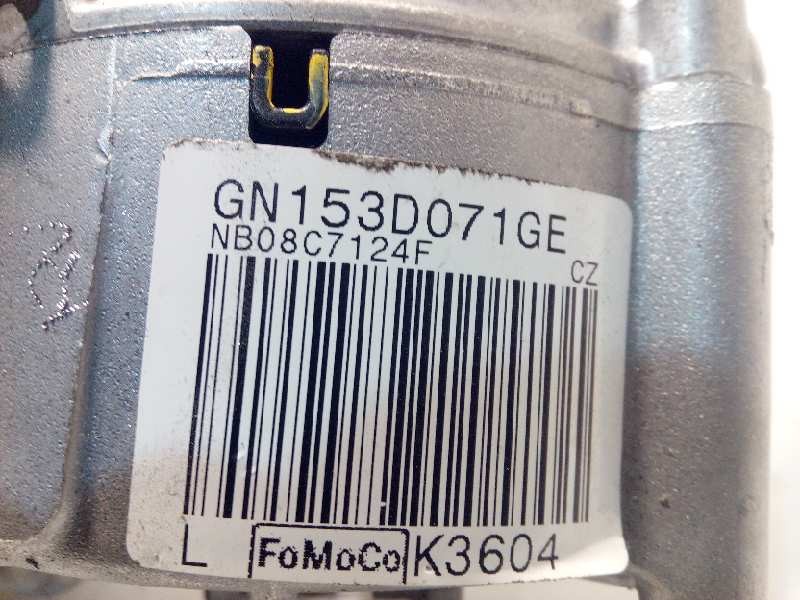 GN153D071GE
NB08C7124F
CZ
L FoMoCo K3604